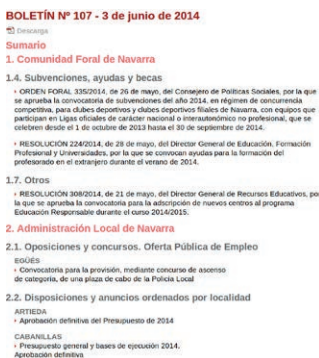 BOLETÍN Nº 107 - 3 de junio de 2014
Descarga
Sumario
1. Comunidad Foral de Navarra
1.4. Subvenciones, ayudas y becas
• ORDEN FORAL 335/2014, de 26 de mayo, del Consejero de Políticas Sociales, por la que
se aprueba la convocatoria de subvenciones del año 2014, en régimen de concurrencia
competitiva, para clubes deportivos y clubes deportivos filiales de Navarra, con equipos que
participan en Ligas oficiales de carácter nacional o interautonómico no profesional, que se
celebren desde el 1 de octubre de 2013 hasta el 30 de septiembre de 2014.
• RESOLUCIÓN 224/2014, de 28 de mayo, del Director General de Educación, Formación
Profesional y Universidades, por la que se convocan ayudas para la formación del
profesorado en el extranjero durante el verano de 2014.
1.7. Otros
• RESOLUCIÓN 308/2014, de 21 de mayo, del Director General de Recursos Educativos, por
la que se aprueba la convocatoria para la adscripción de nuevos centros al programa
Educación Responsable durante el curso 2014/2015.
2. Administración Local de Navarra
2.1. Oposiciones y concursos. Oferta Pública de Empleo
EGÜÉS
• Convocatoria para la provisión, mediante concurso de ascenso
de categoría, de una plaza de cabo de la Policía Local
2.2. Disposiciones y anuncios ordenados por localidad
ARTIEDA
• Aprobación definitiva del Presupuesto de 2014
CABANILLAS
• Presupuesto general y bases de ejecución 2014.
Aprobación definitiva